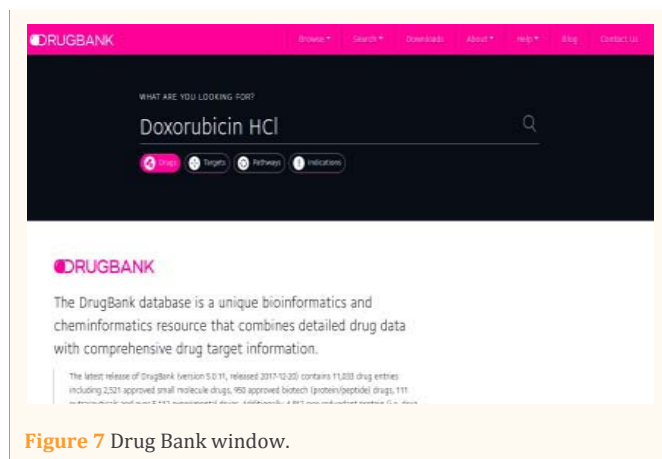 DRUGBANK
Browse Search Downloads About Help Blog Contact Us
WHAT ARE YOU LOOKING FOR?
Doxorubicin HCl
Drugs Targets Pathways Indications
DRUGBANK
The DrugBank database is a unique bioinformatics and
cheminformatics resource that combines detailed drug data
with comprehensive drug target information.
The latest release of DrugBank (version 5.0.11, released 2017-12-20) contains 11,033 drug entries
including 2,521 approved small molecule drugs, 950 approved biotech (protein/peptide) drugs, 111
Figure 7 Drug Bank window.